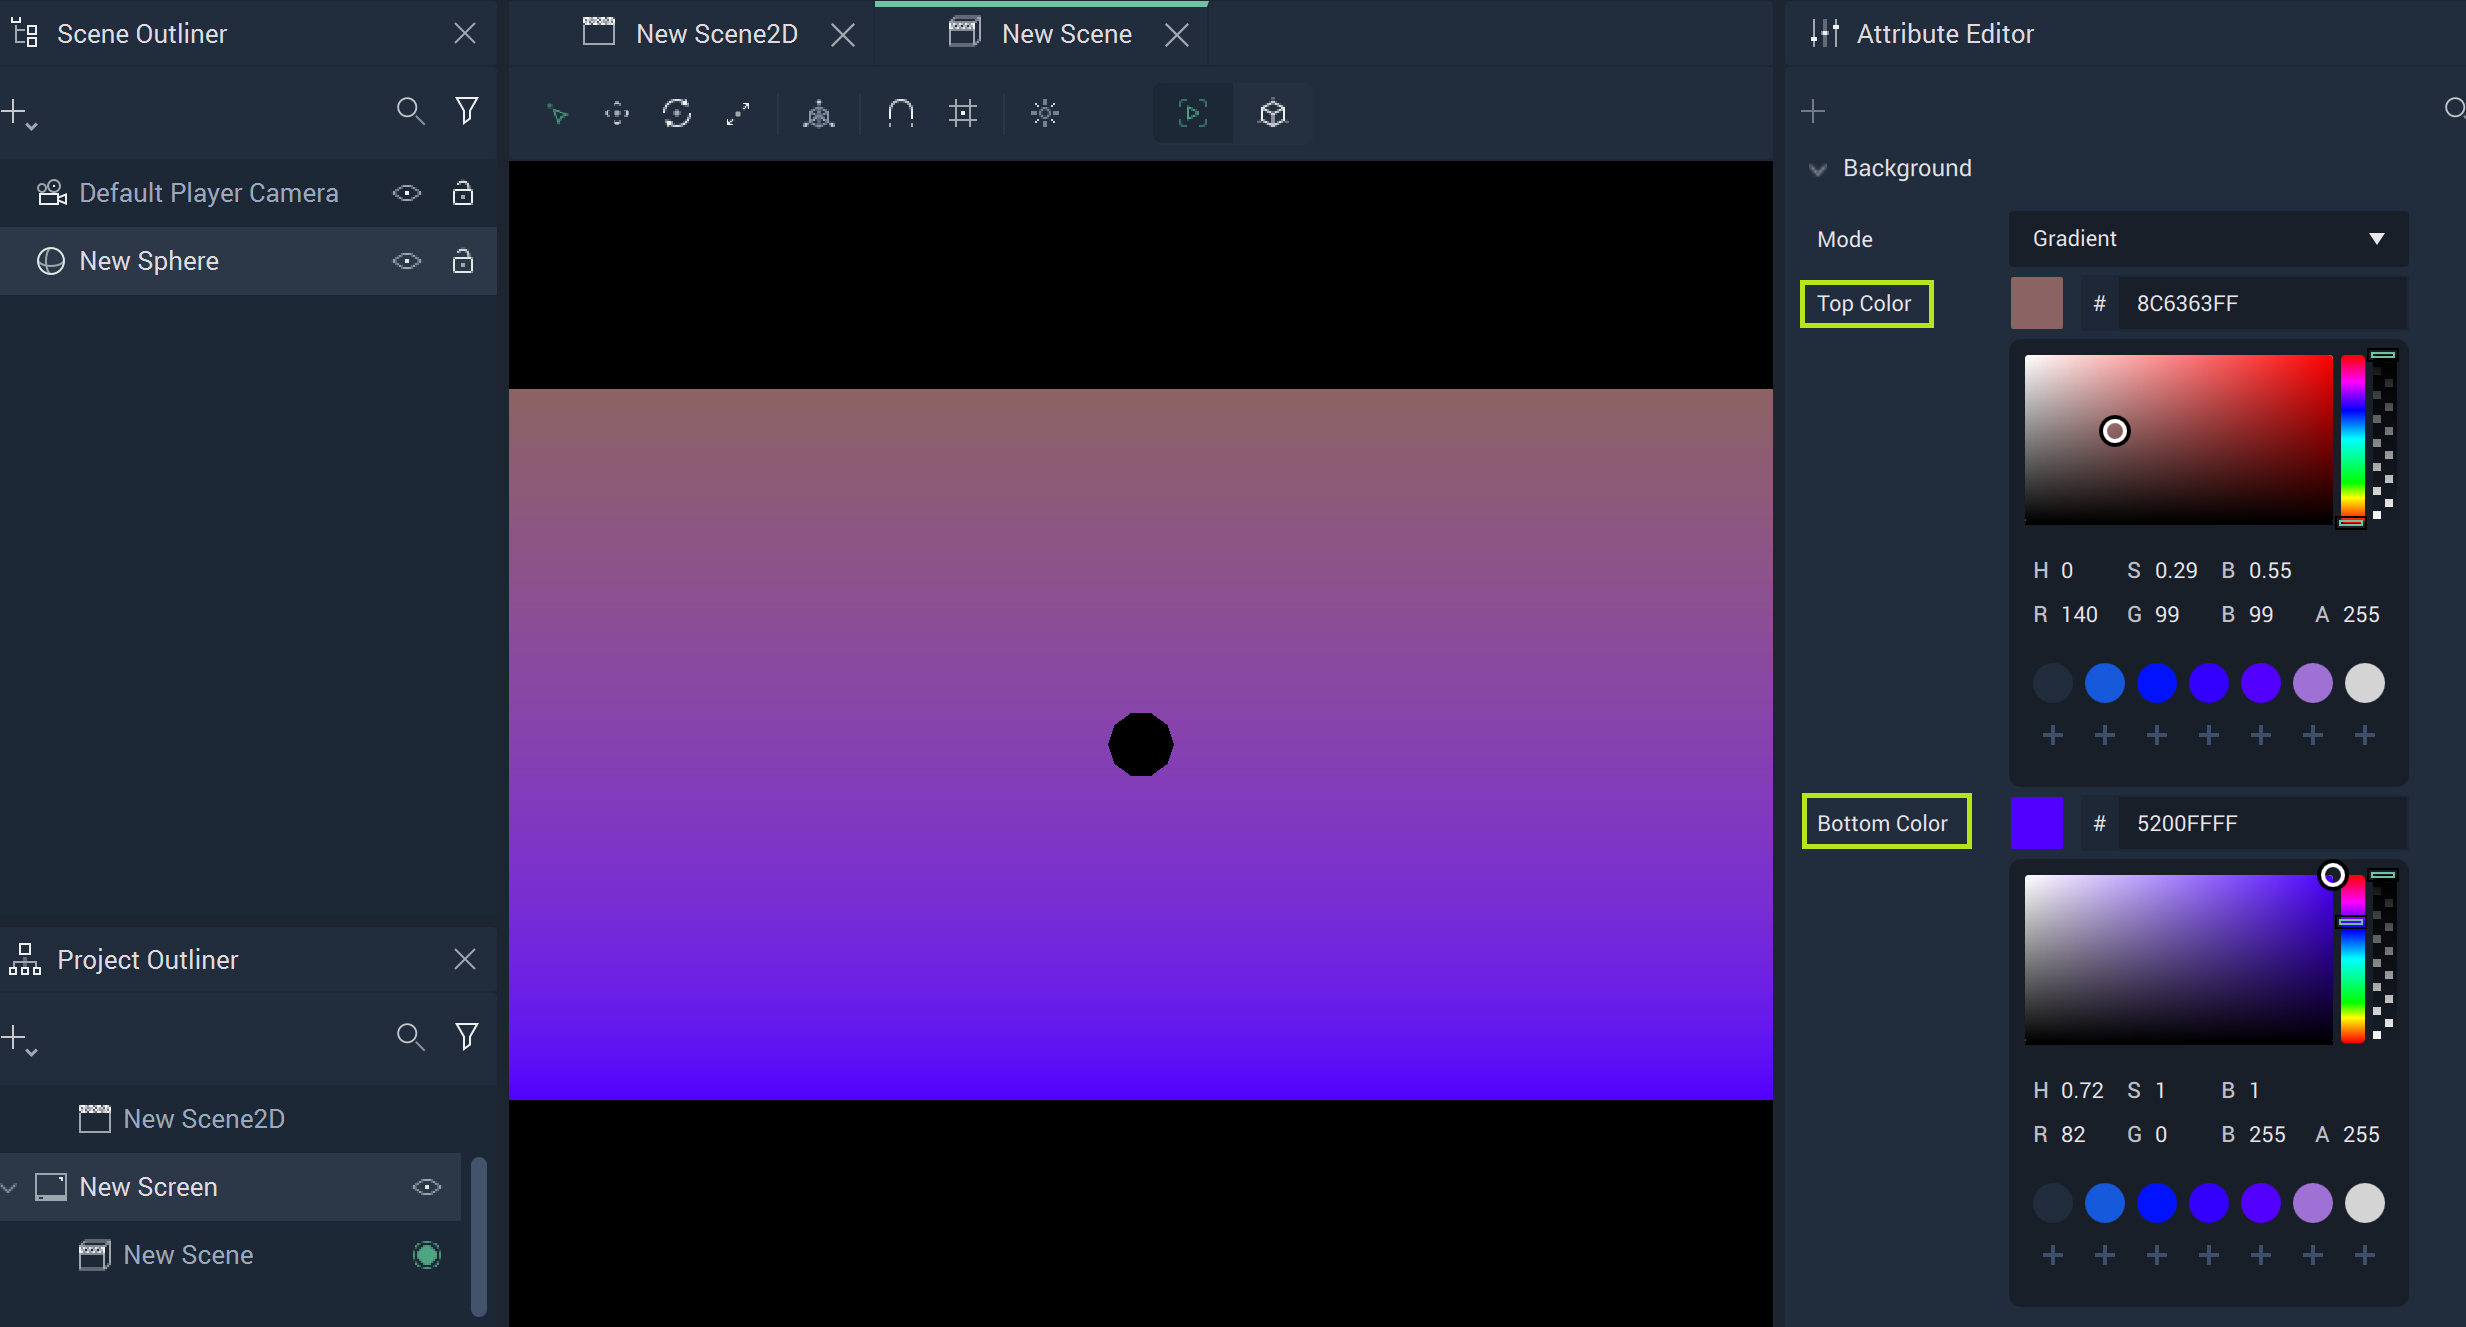 Scene Outliner
New Scene2D
New Scene
Attribute Editor
Default Player Camera
New Sphere
Background
Mode
Gradient
Top Color
# 8C6363FF
H 0 S 0.29 B 0.55
R 140 G 99 B 99 A 255
Bottom Color
# 5200FFFF
H 0.72 S 1 B 1
R 82 G 0 B 255 A 255
Project Outliner
New Scene2D
New Screen
New Scene